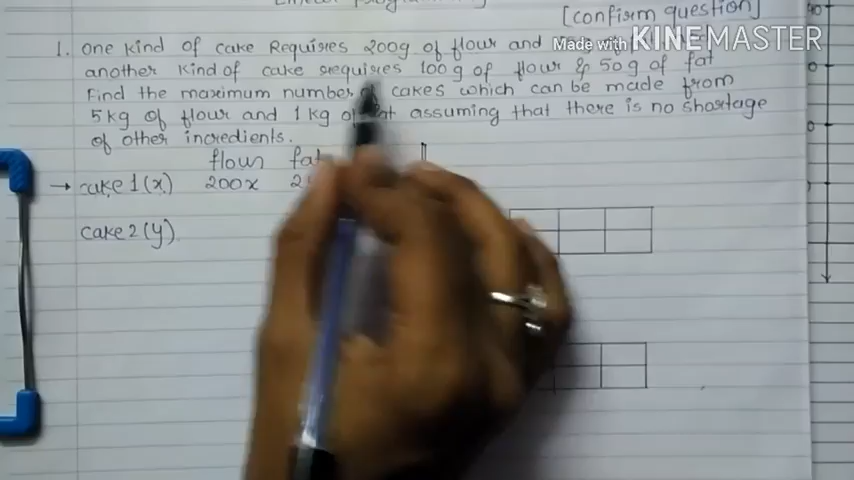 [confirm question]
1. One kind of cake Requires 200g of flour and
Made with KINEMASTER
another kind of cake requires 100g of flour & 50g of fat
Find the maximum number of cakes which can be made from
5kg of flour and 1kg of fat assuming that there is no shortage
of other incredients.
flour fat
→ cake 1(x) 200x
cake 2(y)